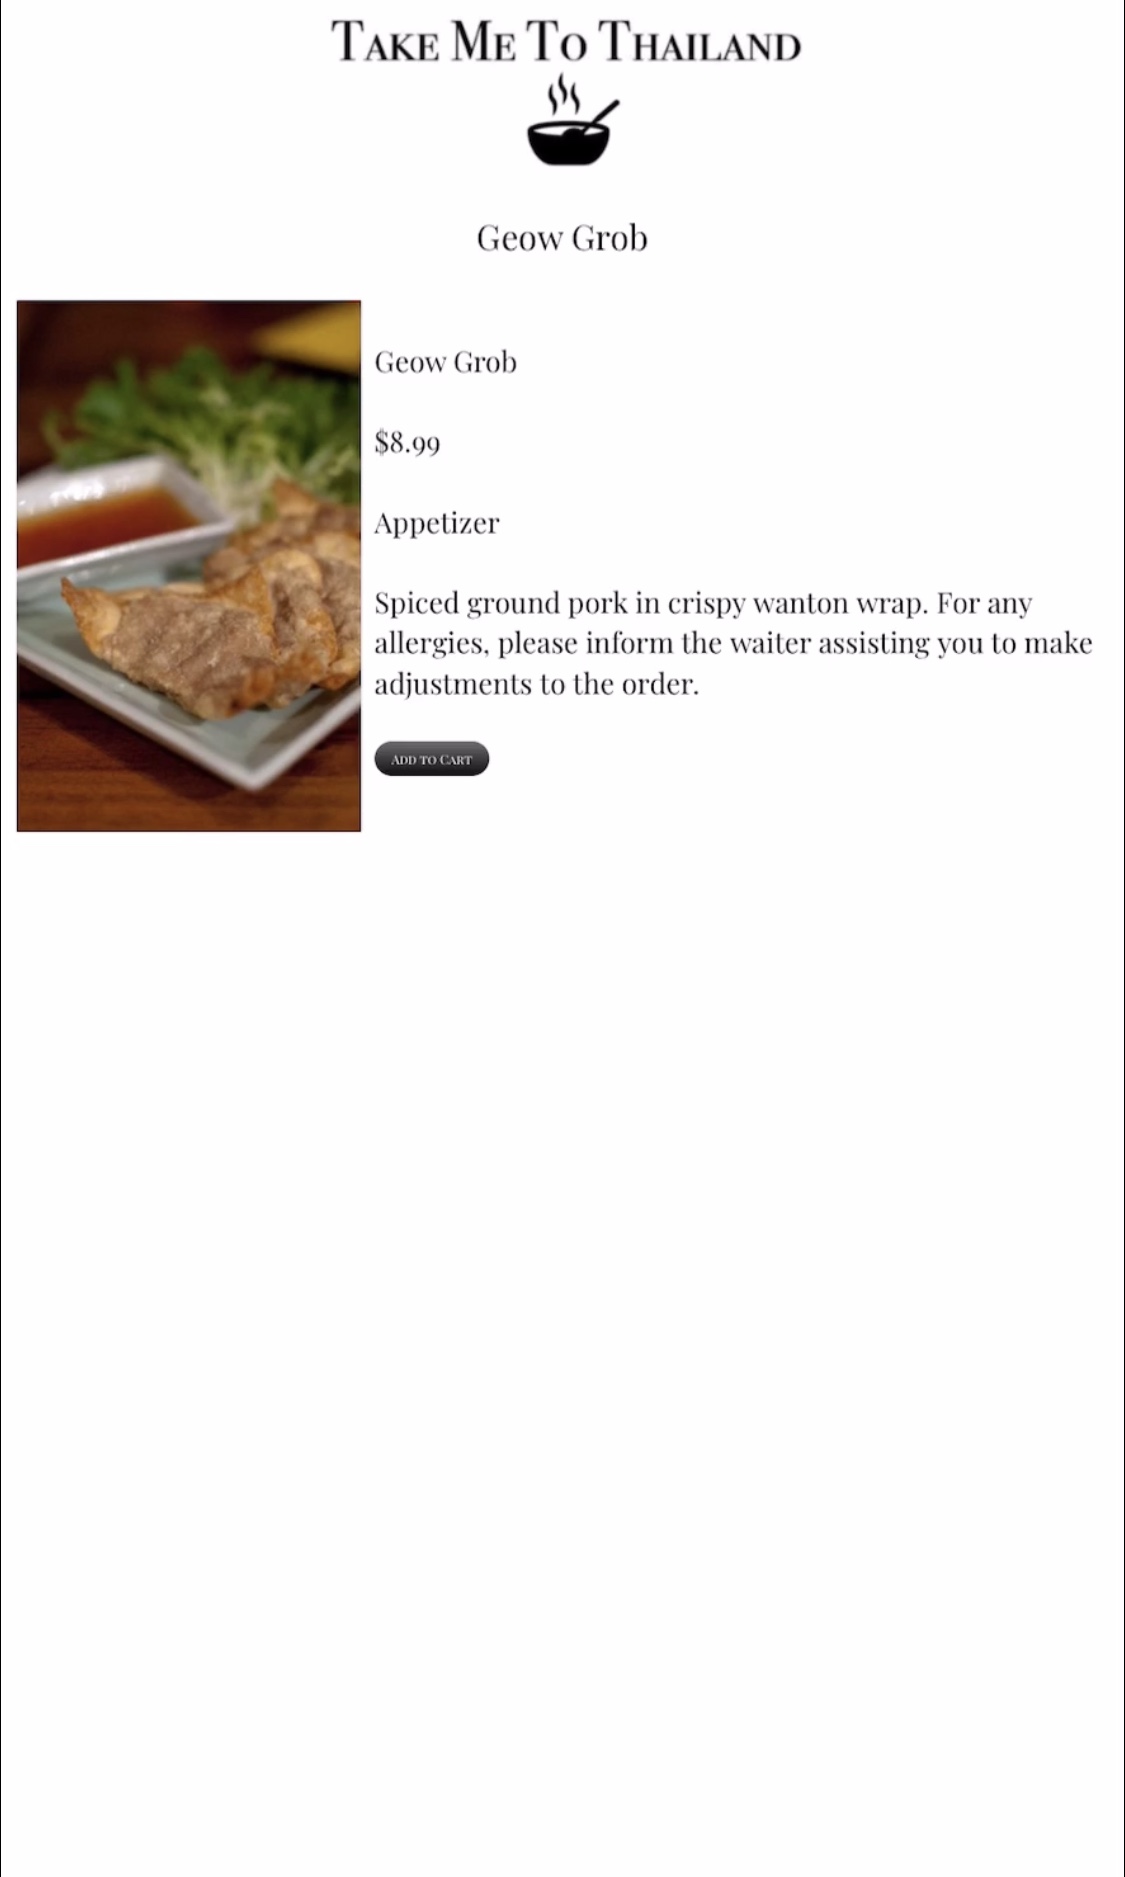 Take Me To Thailand
Geow Grob
Geow Grob
$8.99
Appetizer
Spiced ground pork in crispy wanton wrap. For any
allergies, please inform the waiter assisting you to make
adjustments to the order.
Add to Cart